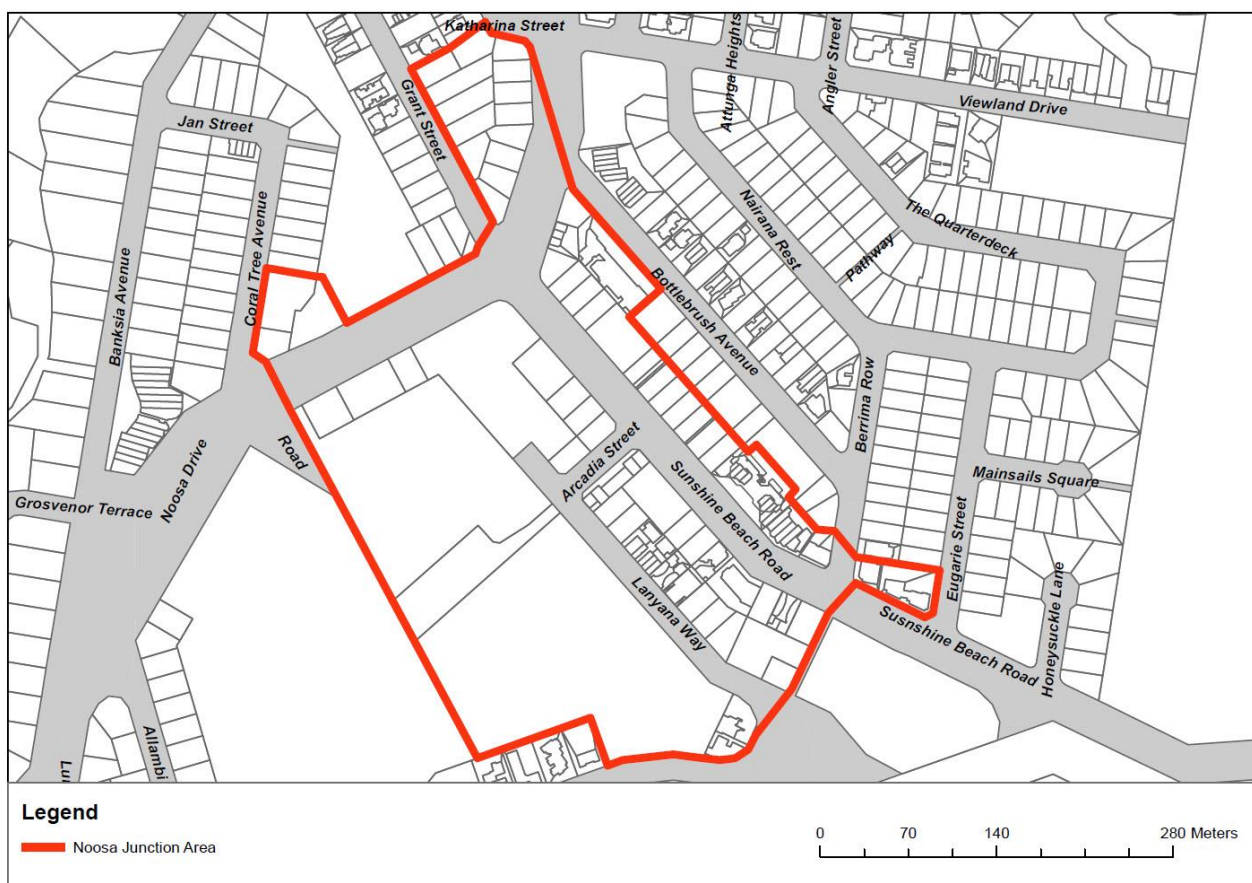 Katharina Street
Attunga Heights
Angler Street
Grant Street
Viewland Drive
Jan Street
Coral Tree Avenue
Nairana Rest
The Quarterdeck
Pathway
Banksia Avenue
Bottlebrush Avenue
Berrima Row
Road
Arcadia Street
Mainsails Square
Sunshine Beach Road
Grosvenor Terrace
Noosa Drive
Eugarie Street
Lanyana Way
Honeysuckle Lane
Susnshine Beach Road
Allambi
Lu
Legend
Noosa Junction Area
0 70 140 280 Meters